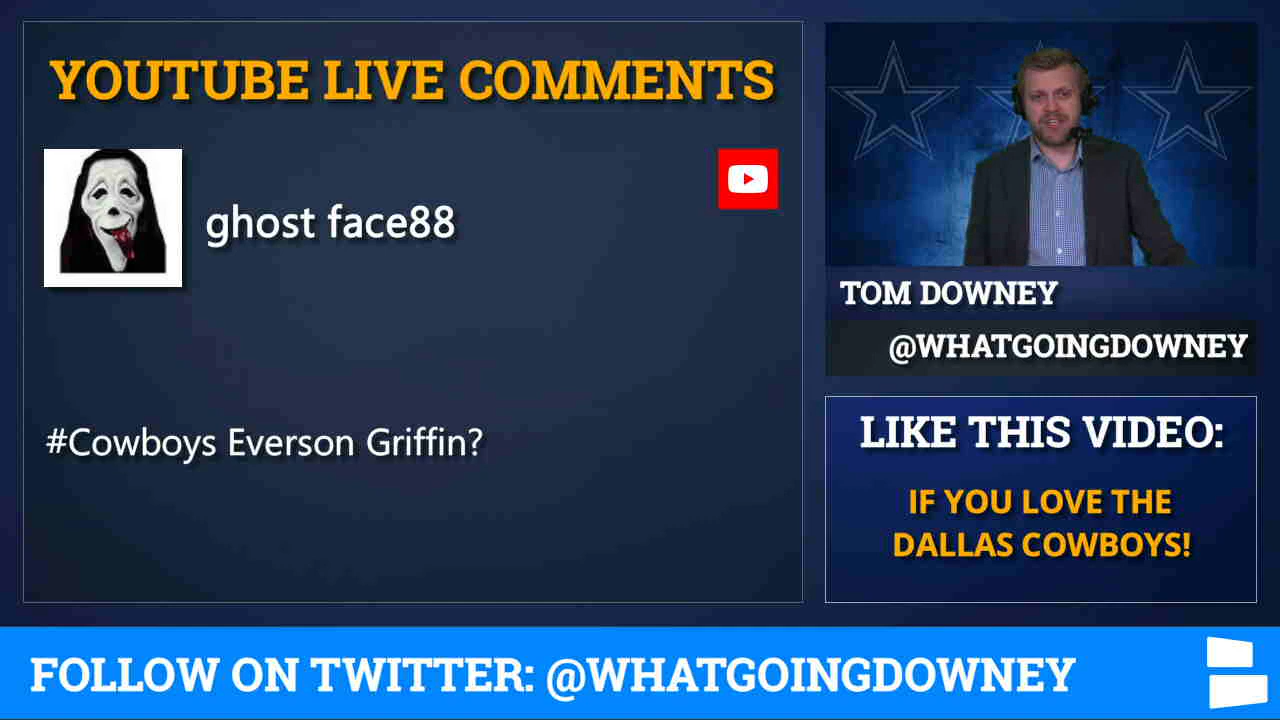 YOUTUBE LIVE COMMENTS
ghost face88
#Cowboys Everson Griffin?
TOM DOWNEY
@WHATGOINGDOWNEY
LIKE THIS VIDEO:
IF YOU LOVE THE
DALLAS COWBOYS!
FOLLOW ON TWITTER: @WHATGOINGDOWNEY